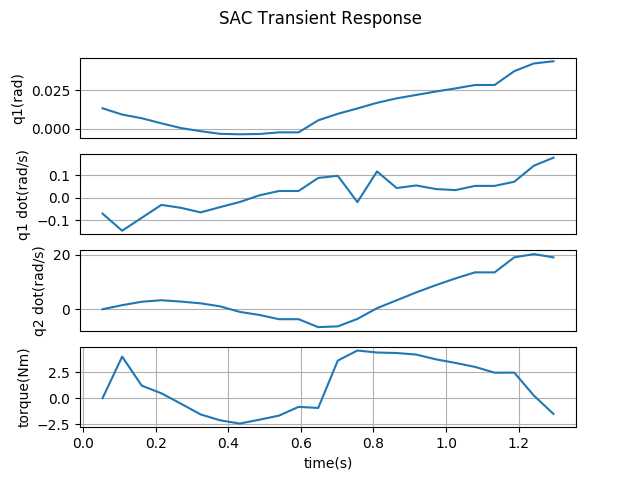 SAC Transient Response
q1(rad)
0.025
0.000
q1 dot(rad/s)
0.1
0.0
−0.1
q2 dot(rad/s)
20
0
torque(Nm)
2.5
0.0
−2.5
0.0 0.2 0.4 0.6 0.8 1.0 1.2
time(s)